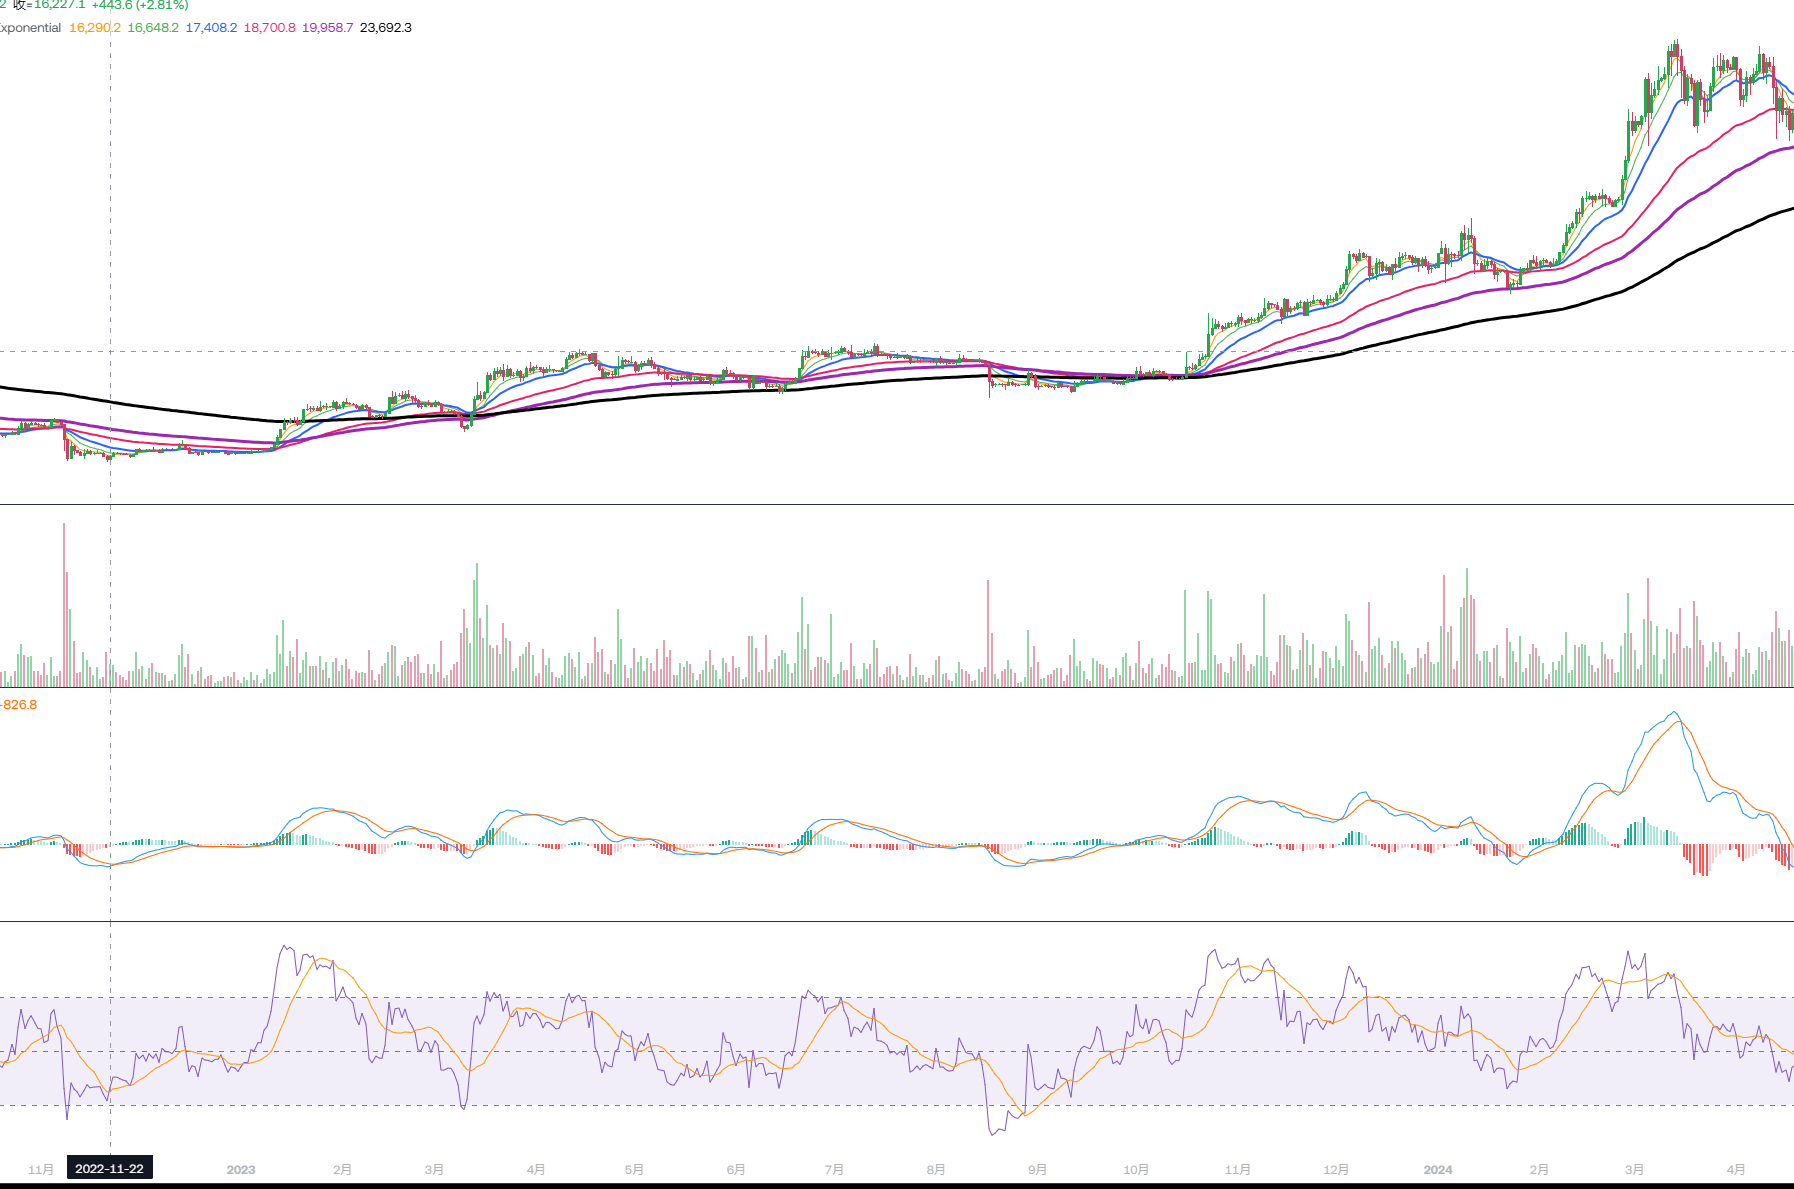 2 收=16,227.1 +443.6 (+2.81%)
xponential 16,290.2 16,648.2 17,408.2 18,700.8 19,958.7 23,692.3
-826.8
11月 2022-11-22 2023 2月 3月 4月 5月 6月 7月 8月 9月 10月 11月 12月 2024 2月 3月 4月